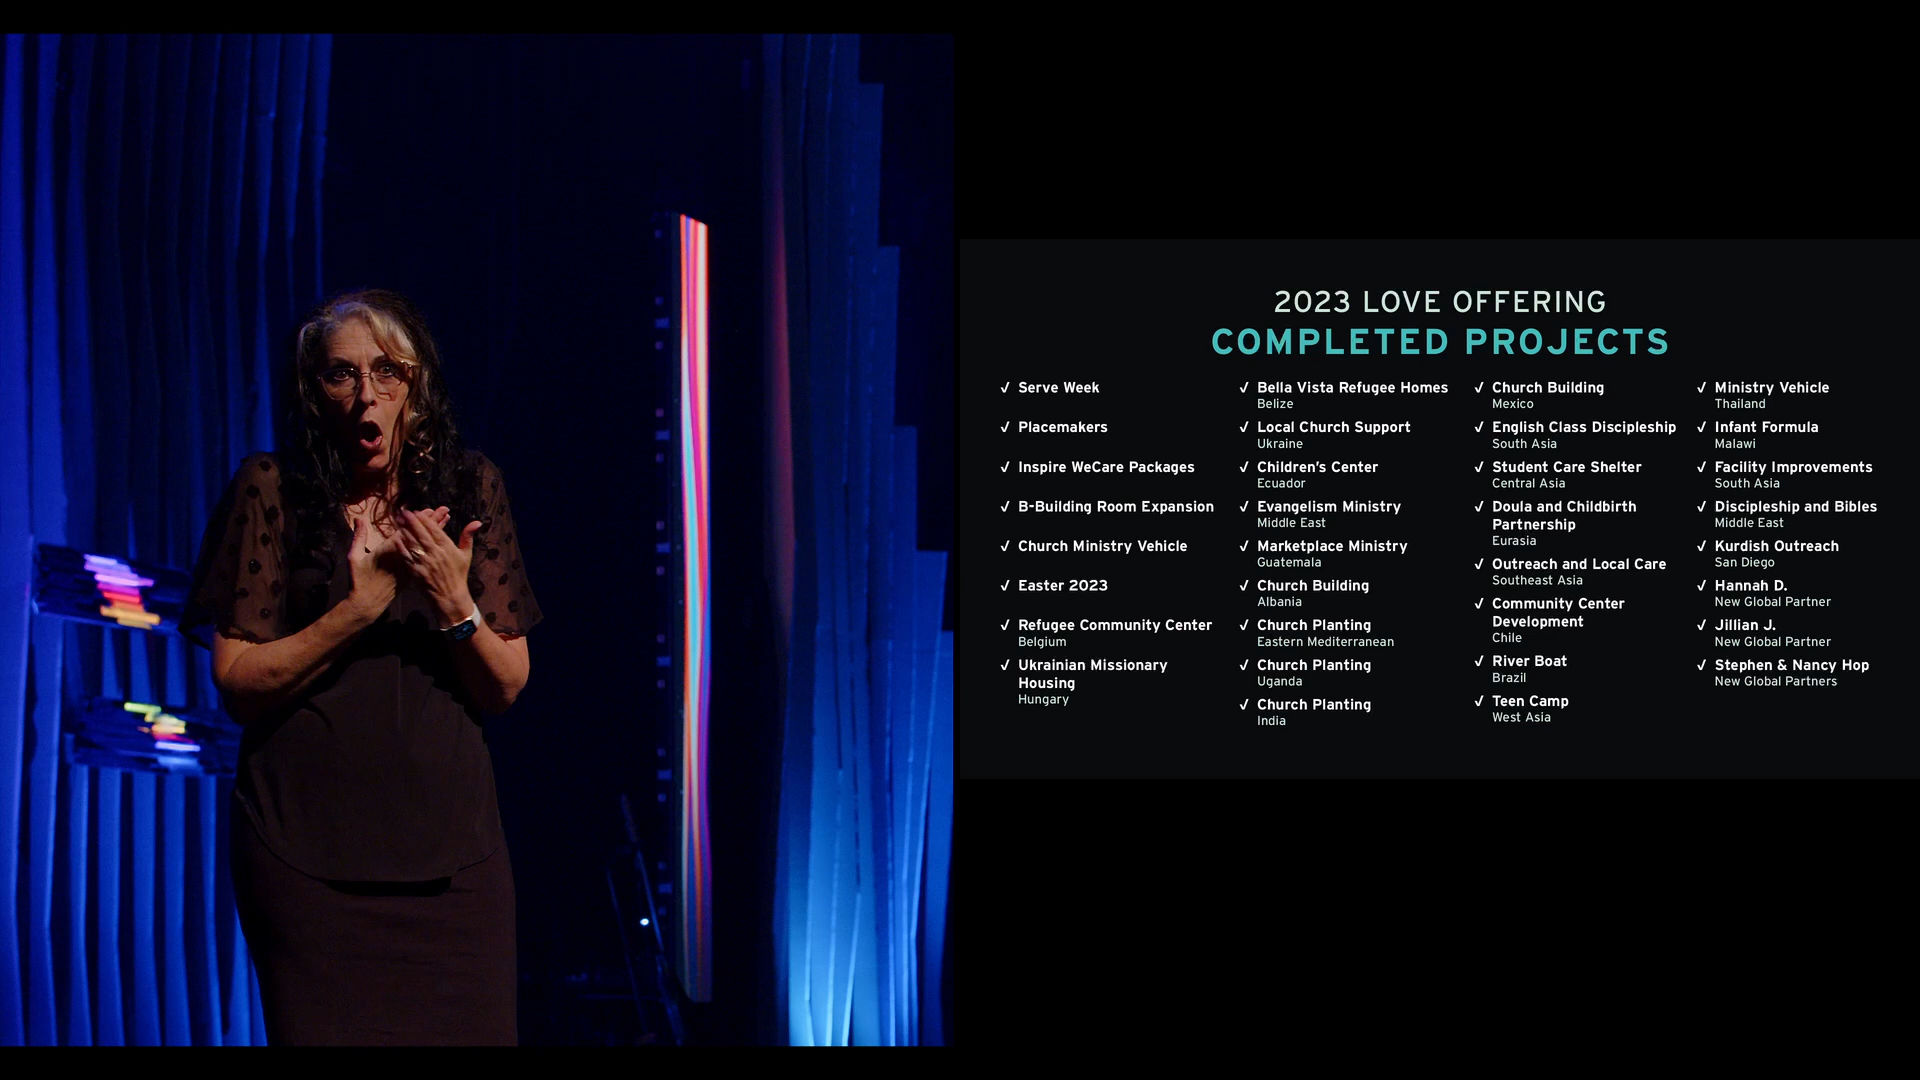 2023 LOVE OFFERING
COMPLETED PROJECTS
✓ Serve Week
✓ Placemakers
✓ Inspire WeCare Packages
✓ B-Building Room Expansion
✓ Church Ministry Vehicle
✓ Easter 2023
✓ Refugee Community Center
Belgium
✓ Ukrainian Missionary
Housing
Hungary
✓ Bella Vista Refugee Homes
Belize
✓ Local Church Support
Ukraine
✓ Children's Center
Ecuador
✓ Evangelism Ministry
Middle East
✓ Marketplace Ministry
Guatemala
✓ Church Building
Albania
✓ Church Planting
Eastern Mediterranean
✓ Church Planting
Uganda
✓ Church Planting
India
✓ Church Building
Mexico
✓ English Class Discipleship
South Asia
✓ Student Care Shelter
Central Asia
✓ Doula and Childbirth
Partnership
Eurasia
✓ Outreach and Local Care
Southeast Asia
✓ Community Center
Development
Chile
✓ River Boat
Brazil
✓ Teen Camp
West Asia
✓ Ministry Vehicle
Thailand
✓ Infant Formula
Malawi
✓ Facility Improvements
South Asia
✓ Discipleship and Bibles
Middle East
✓ Kurdish Outreach
San Diego
✓ Hannah D.
New Global Partner
✓ Jillian J.
New Global Partner
✓ Stephen & Nancy Hop
New Global Partners